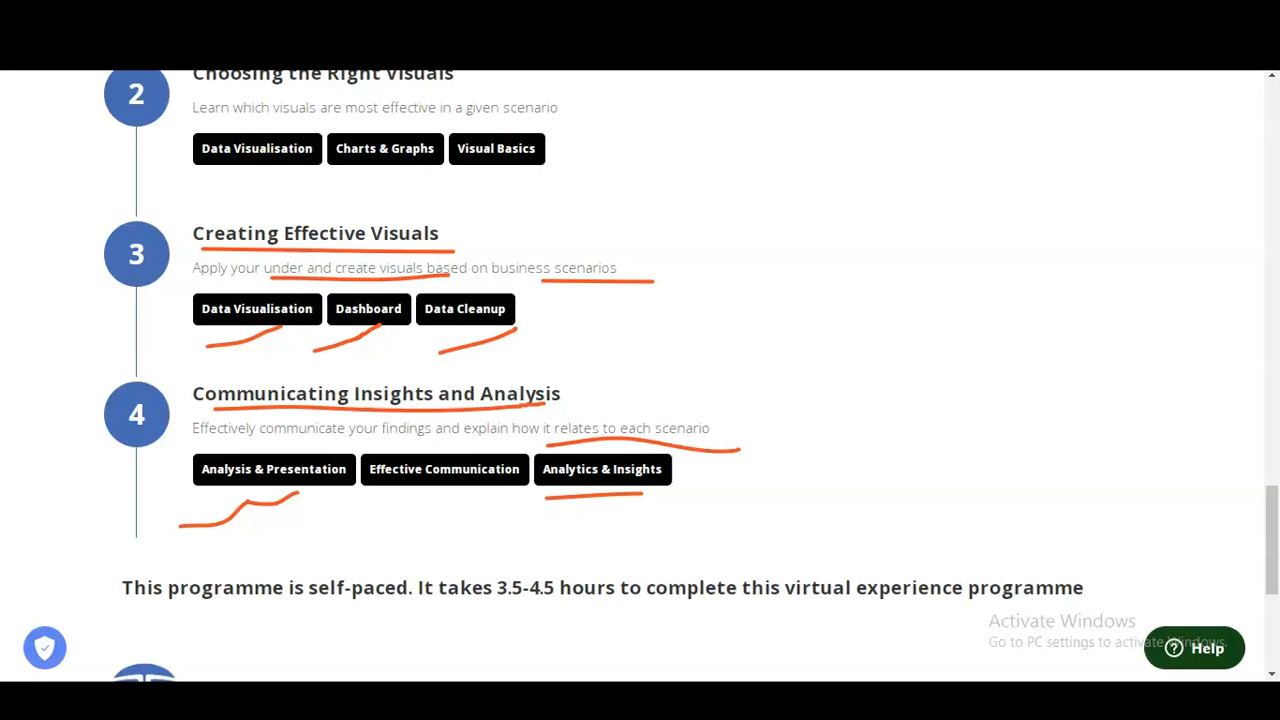 Choosing the Right Visuals
2
Learn which visuals are most effective in a given scenario
Data Visualisation Charts & Graphs Visual Basics
Creating Effective Visuals
3
Apply your under and create visuals based on business scenarios
Data Visualisation Dashboard Data Cleanup
Communicating Insights and Analysis
4
Effectively communicate your findings and explain how it relates to each scenario
Analysis & Presentation Effective Communication Analytics & Insights
This programme is self-paced. It takes 3.5-4.5 hours to complete this virtual experience programme
Activate Windows
Go to PC settings to activate Windows.
Help